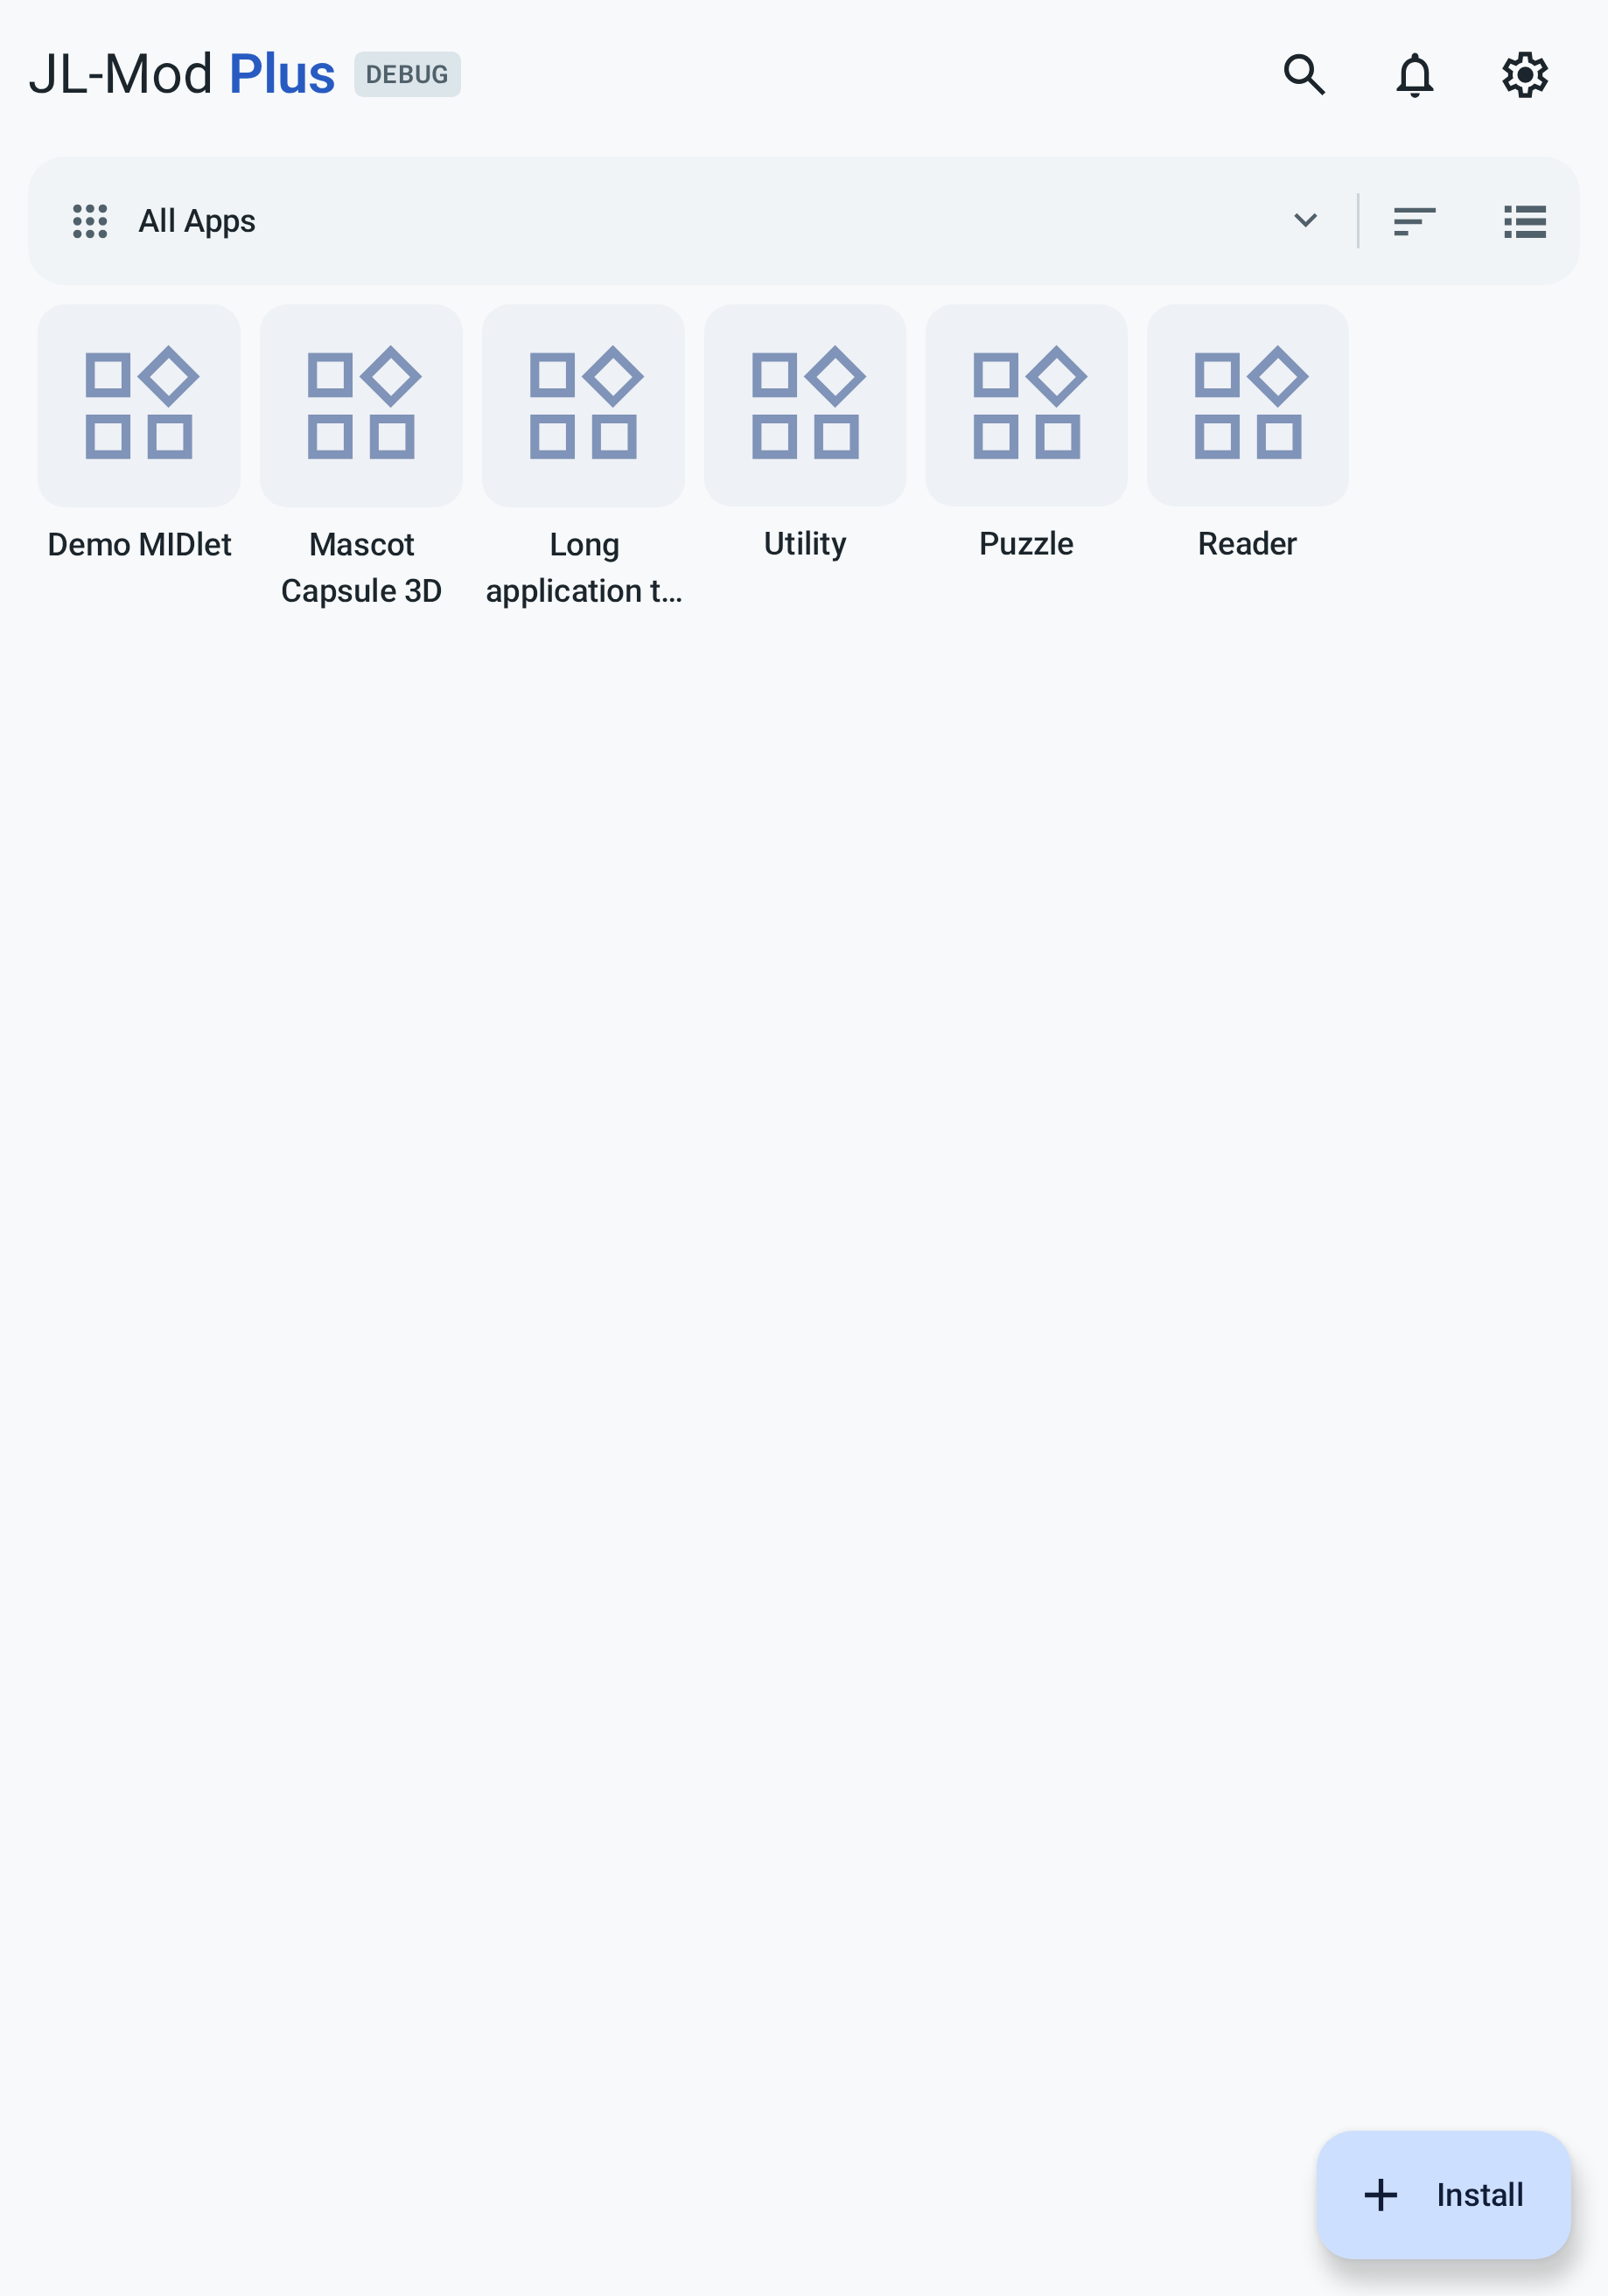 JL-Mod Plus DEBUG
All Apps
Demo MIDlet
Mascot
Capsule 3D
Long
application t...
Utility
Puzzle
Reader
Install